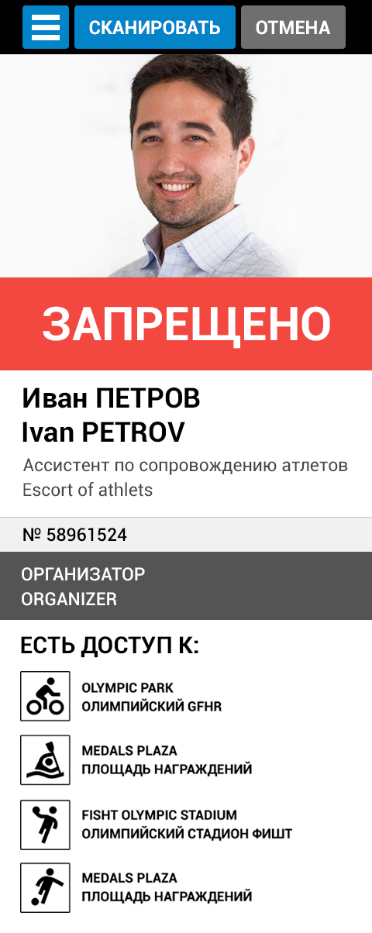 СКАНИРОВАТЬ ОТМЕНА
ЗАПРЕЩЕНО
Иван ПЕТРОВ
Ivan PETROV
Ассистент по сопровождению атлетов
Escort of athlets
№ 58961524
ОРГАНИЗАТОР
ORGANIZER
ЕСТЬ ДОСТУП К:
OLYMPIC PARK
ОЛИМПИЙСКИЙ GFHR
MEDALS PLAZA
ПЛОЩАДЬ НАГРАЖДЕНИЙ
FISHT OLYMPIC STADIUM
ОЛИМПИЙСКИЙ СТАДИОН ФИШТ
MEDALS PLAZA
ПЛОЩАДЬ НАГРАЖДЕНИЙ